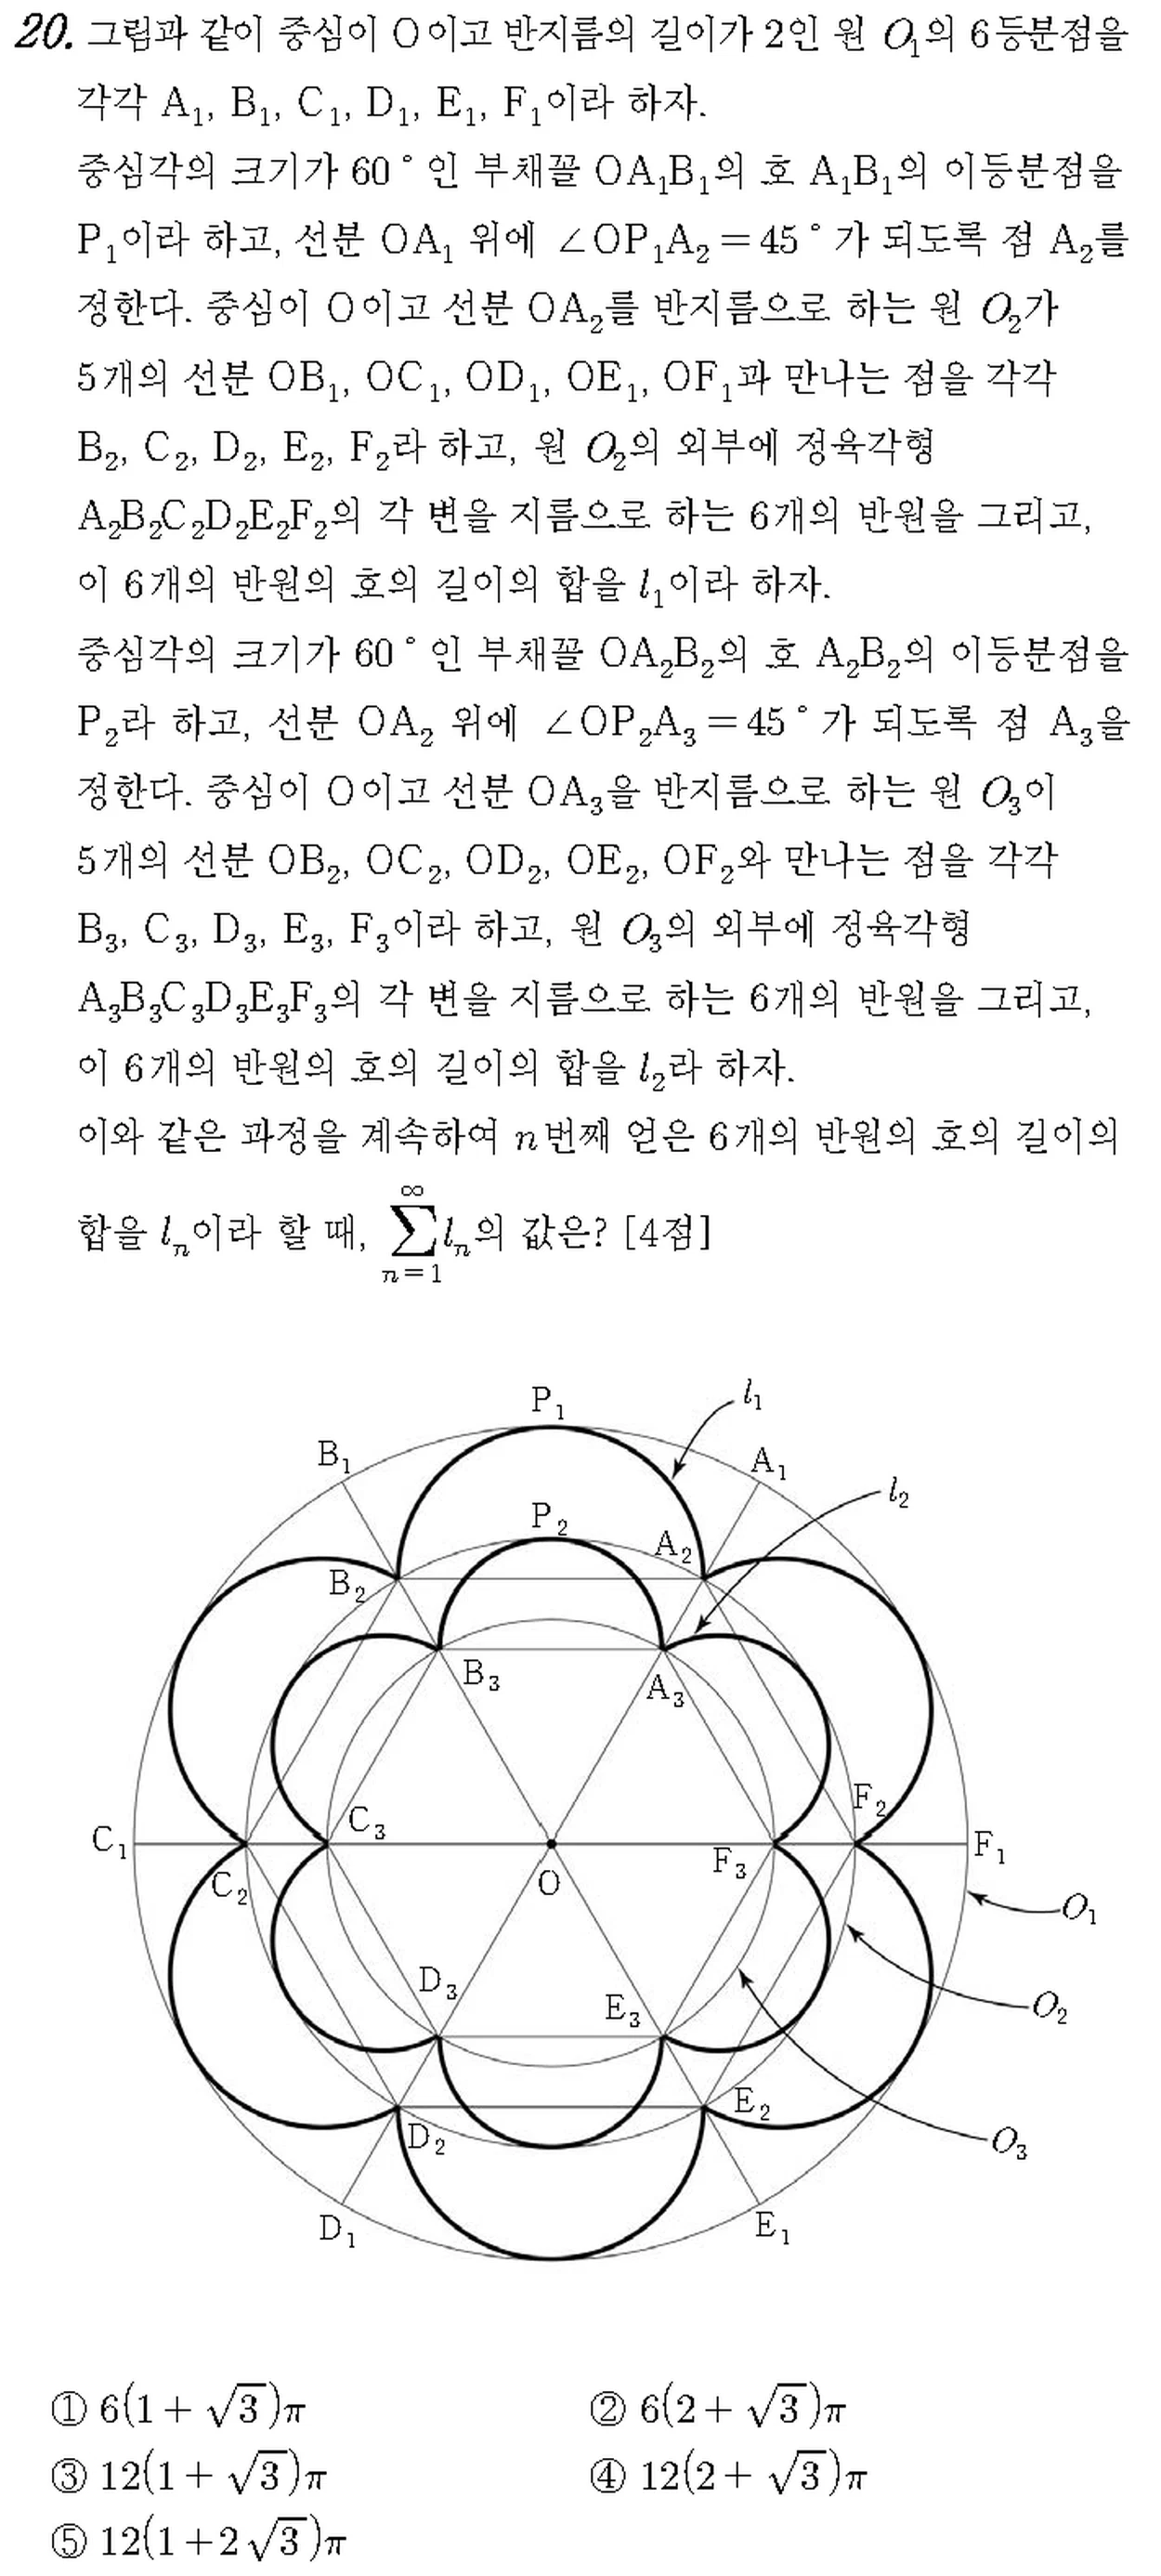 20. 그림과 같이 중심이 O이고 반지름의 길이가 2인 원 O₁의 6등분점을
각각 A₁, B₁, C₁, D₁, E₁, F₁이라 하자.
중심각의 크기가 60°인 부채꼴 OA₁B₁의 호 A₁B₁의 이등분점을
P₁이라 하고, 선분 OA₁ 위에 ∠OP₁A₂=45°가 되도록 점 A₂를
정한다. 중심이 O이고 선분 OA₂를 반지름으로 하는 원 O₂가
5개의 선분 OB₁, OC₁, OD₁, OE₁, OF₁과 만나는 점을 각각
B₂, C₂, D₂, E₂, F₂라 하고, 원 O₂의 외부에 정육각형
A₂B₂C₂D₂E₂F₂의 각 변을 지름으로 하는 6개의 반원을 그리고,
이 6개의 반원의 호의 길이의 합을 l₁이라 하자.
중심각의 크기가 60°인 부채꼴 OA₂B₂의 호 A₂B₂의 이등분점을
P₂라 하고, 선분 OA₂ 위에 ∠OP₂A₃=45°가 되도록 점 A₃을
정한다. 중심이 O이고 선분 OA₃을 반지름으로 하는 원 O₃이
5개의 선분 OB₂, OC₂, OD₂, OE₂, OF₂와 만나는 점을 각각
B₃, C₃, D₃, E₃, F₃이라 하고, 원 O₃의 외부에 정육각형
A₃B₃C₃D₃E₃F₃의 각 변을 지름으로 하는 6개의 반원을 그리고,
이 6개의 반원의 호의 길이의 합을 l₂라 하자.
이와 같은 과정을 계속하여 n번째 얻은 6개의 반원의 호의 길이의
합을 lₙ이라 할 때, ∑_{n=1}^{∞} lₙ의 값은? [4점]
P₁
l₁
B₁
A₁
l₂
P₂
A₂
B₂
B₃
A₃
C₁
C₃
F₂
F₁
C₂
O
F₃
O₁
D₃
E₃
O₂
D₂
E₂
O₃
D₁
E₁
① 6(1+√3)π
② 6(2+√3)π
③ 12(1+√3)π
④ 12(2+√3)π
⑤ 12(1+2√3)π